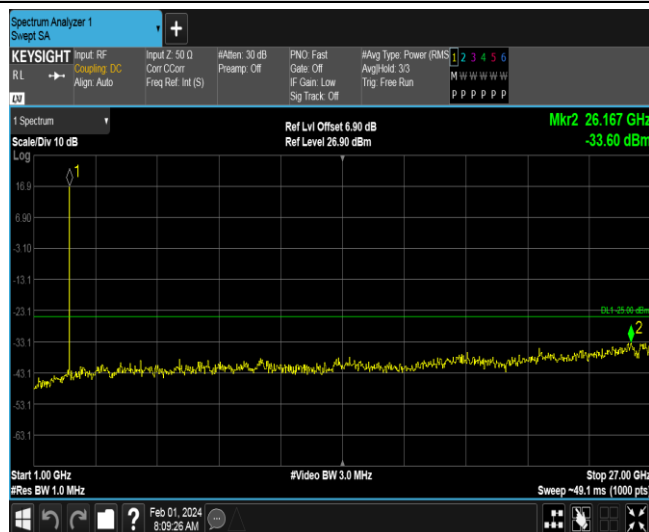 Spectrum Analyzer 1
Swept SA
+
KEYSIGHT
RL
LXI
Input: RF
Coupling: DC
Align: Auto
Input Z: 50 Ω
Corr CCorr
Freq Ref: Int (S)
#Atten: 30 dB
Preamp: Off
PNO: Fast
Gate: Off
IF Gain: Low
Sig Track: Off
#Avg Type: Power (RMS
Avg|Hold: 3/3
Trig: Free Run
1 2 3 4 5 6
M W W W W W
P P P P P P
1 Spectrum
Scale/Div 10 dB
Log
Ref Lvl Offset 6.90 dB
Ref Level 26.90 dBm
Mkr2 26.167 GHz
-33.60 dBm
1
16.9
6.90
-3.10
-13.1
-23.1
DL1 -25.00 dBm
2
-33.1
-43.1
-53.1
-63.1
Start 1.00 GHz
#Video BW 3.0 MHz
Stop 27.00 GHz
#Res BW 1.0 MHz
Sweep ~49.1 ms (1000 pts)
?
Feb 01, 2024
8:09:26 AM